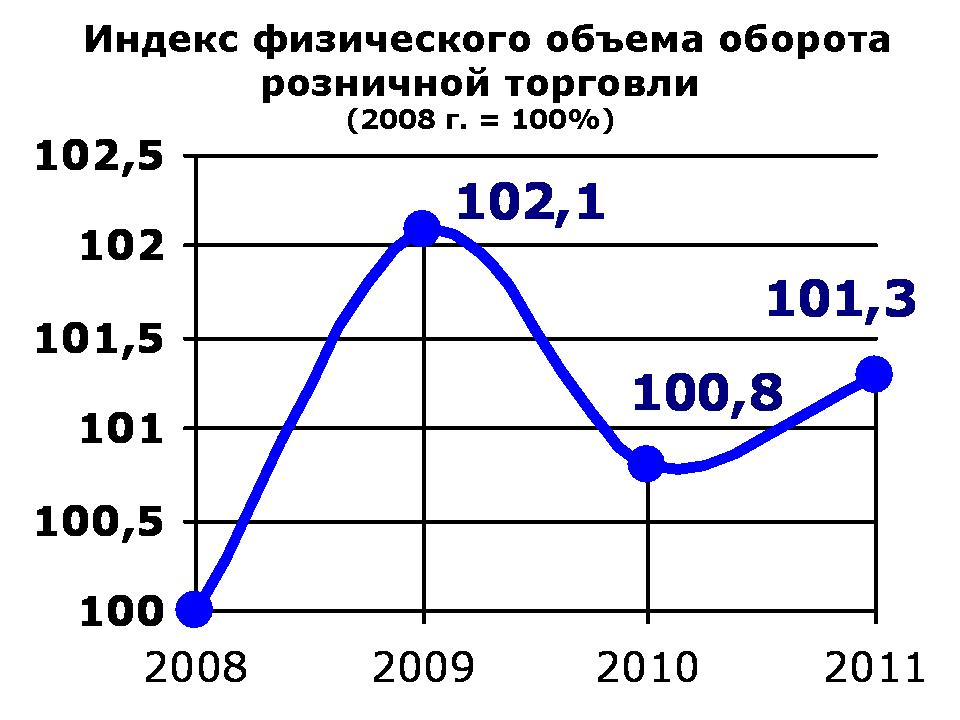 Индекс физического объема оборота
розничной торговли
(2008 г. = 100%)
102,5
102,1
102
101,3
101,5
100,8
101
100,5
100
2008 2009 2010 2011